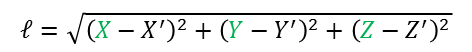 ℓ = √(X − X′)² + (Y − Y′)² + (Z − Z′)²